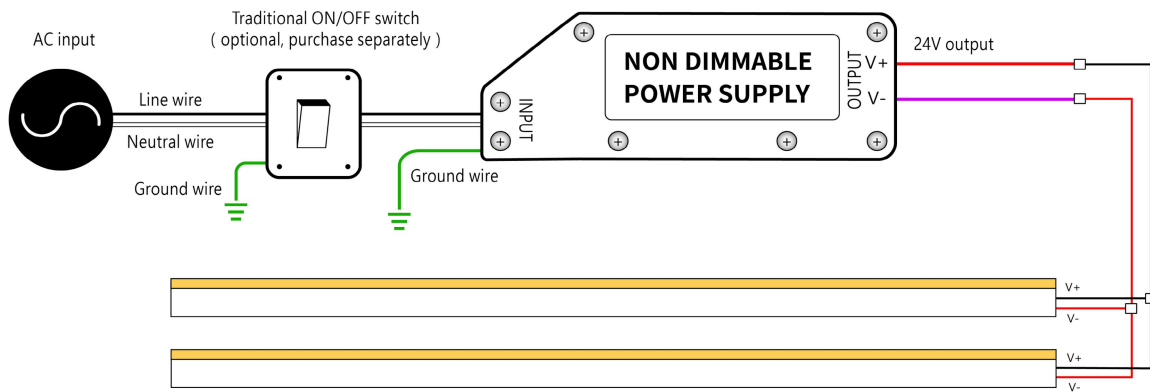 AC input
Traditional ON/OFF switch
( optional, purchase separately )
Line wire
Neutral wire
Ground wire
Ground wire
INPUT
NON DIMMABLE
POWER SUPPLY
OUTPUT
V+
V-
24V output
V+
V-
V+
V-